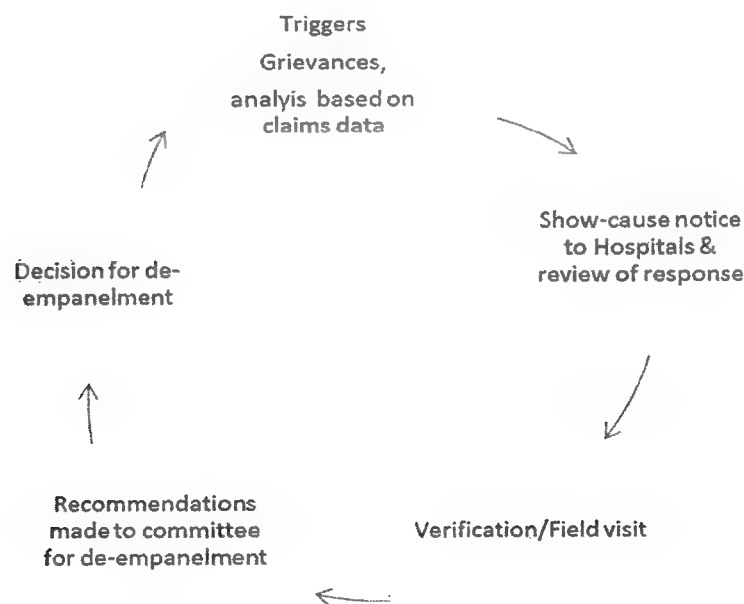 Triggers
Grievances,
analyis based on
claims data
Show-cause notice
to Hospitals &
review of response
Verification/Field visit
Recommendations
made to committee
for de-empanelment
Decision for de-
empanelment